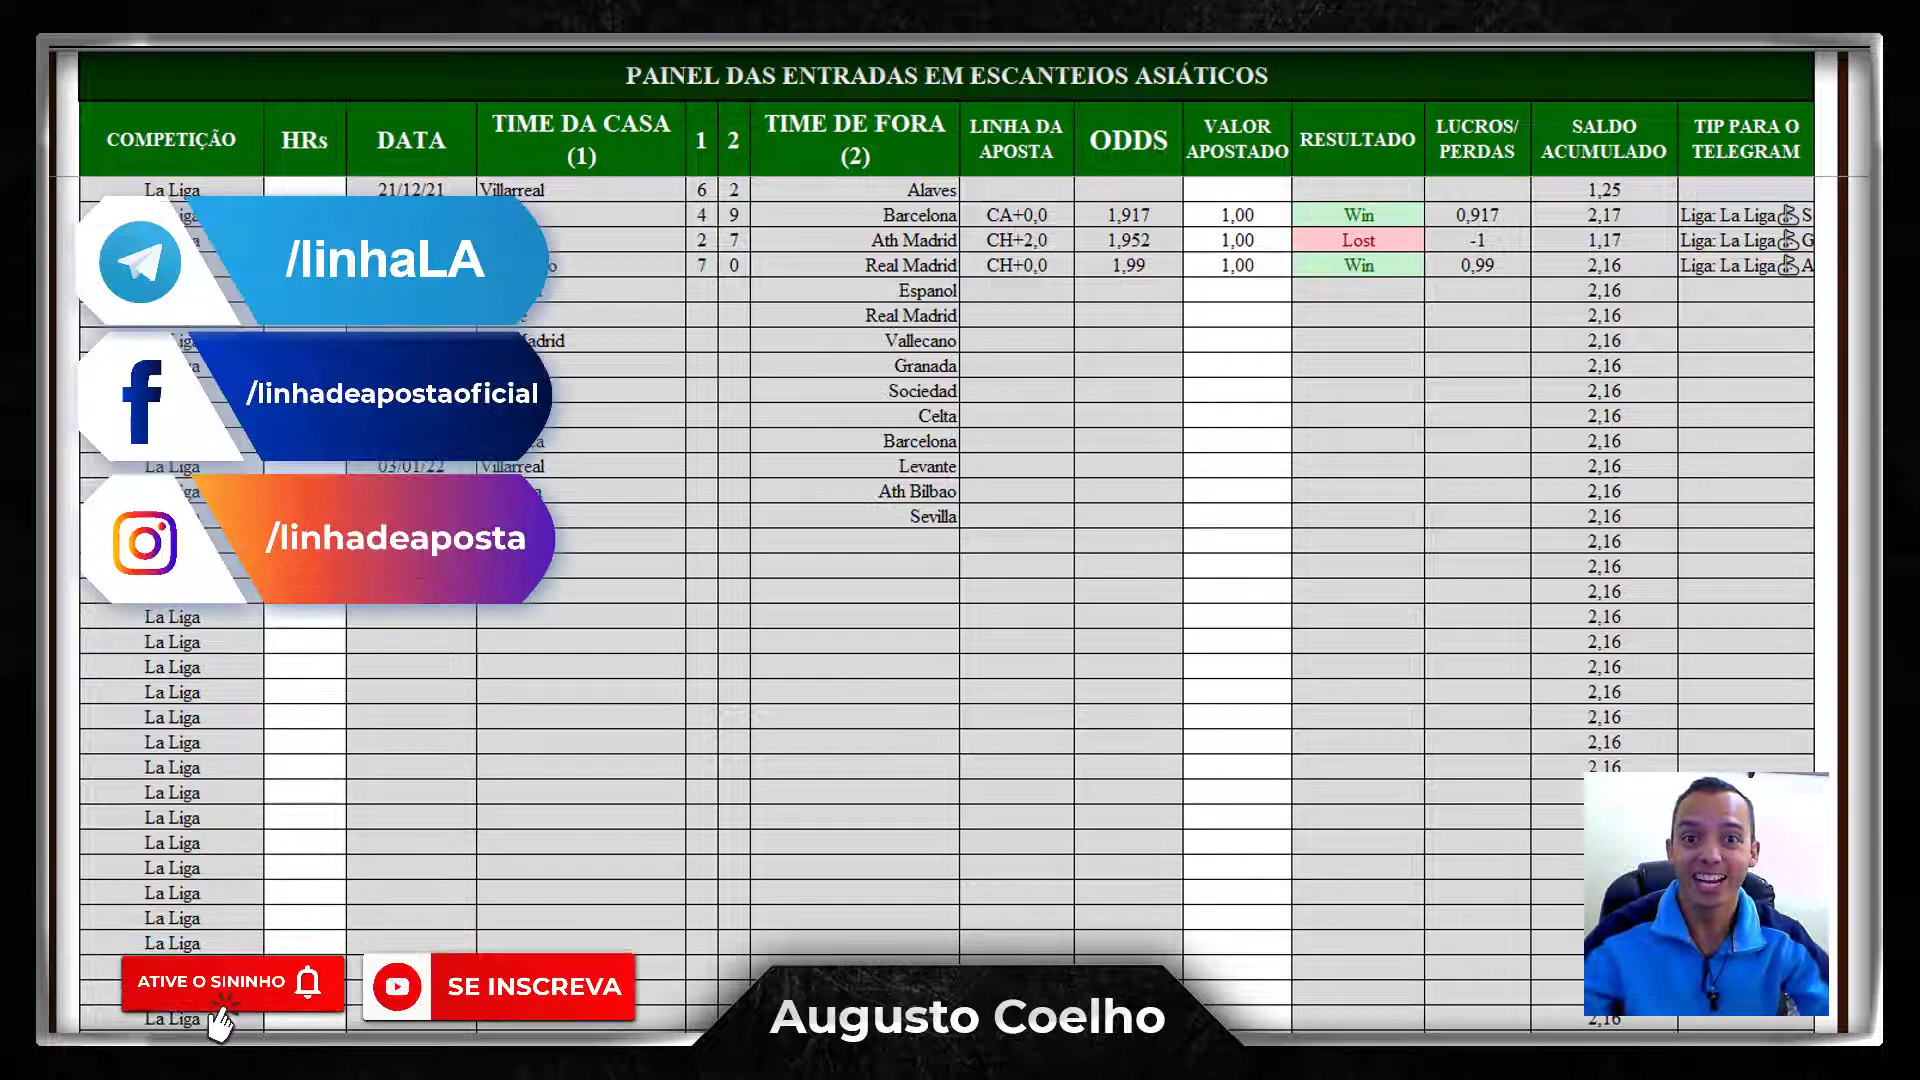 PAINEL DAS ENTRADAS EM ESCANTEIOS ASIÁTICOS
COMPETIÇÃO HRs DATA TIME DA CASA (1) 1 2 TIME DE FORA (2) LINHA DA APOSTA ODDS VALOR APOSTADO RESULTADO LUCROS/ PERDAS SALDO ACUMULADO TIP PARA O TELEGRAM
La Liga 21/12/21 Villarreal 6 2 Alaves 1,25
4 9 Barcelona CA+0,0 1,917 1,00 Win 0,917 2,17 Liga: La Liga S
2 7 Ath Madrid CH+2,0 1,952 1,00 Lost -1 1,17 Liga: La Liga G
7 0 Real Madrid CH+0,0 1,99 1,00 Win 0,99 2,16 Liga: La Liga A
Espanol 2,16
Real Madrid 2,16
Vallecano 2,16
Granada 2,16
Sociedad 2,16
Celta 2,16
Barcelona 2,16
La Liga 03/01/22 Villarreal Levante 2,16
Ath Bilbao 2,16
Sevilla 2,16
2,16
2,16
2,16
La Liga 2,16
La Liga 2,16
La Liga 2,16
La Liga 2,16
La Liga 2,16
La Liga 2,16
La Liga 2,16
La Liga
La Liga
La Liga
La Liga
La Liga
La Liga
La Liga
La Liga 2,16
/linhaLA
/linhadeapostaoficial
/linhadeaposta
ATIVE O SININHO
SE INSCREVA
Augusto Coelho